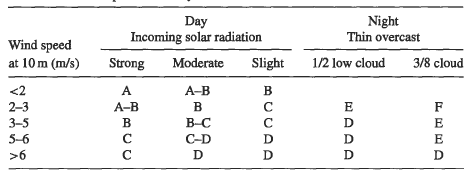 Day Night
Incoming solar radiation Thin overcast
Wind speed
at 10 m (m/s) Strong Moderate Slight 1/2 low cloud 3/8 cloud
<2 A A–B B
2–3 A–B B C E F
3–5 B B–C C D E
5–6 C C–D D D E
>6 C D D D D